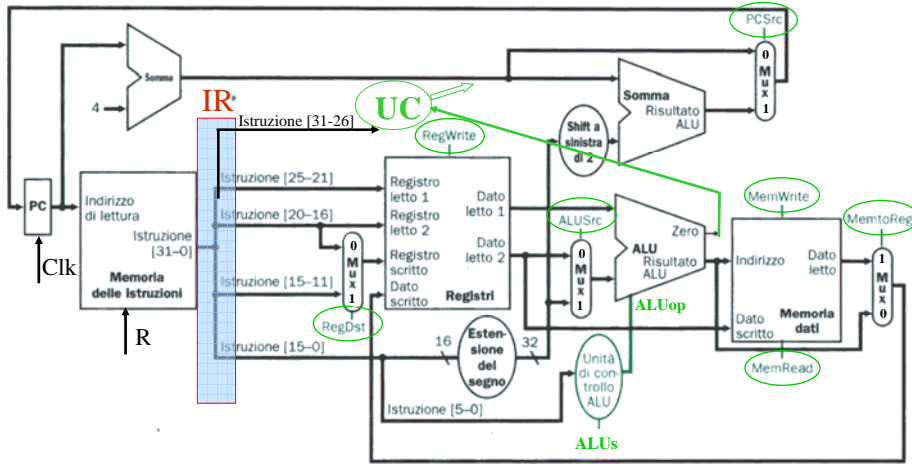 PCSrc
0
Mux
1
Somma
4
IR
UC
Istruzione [31-26]
Somma
Risultato
ALU
Shift a
sinistra
di 2
RegWrite
PC
Indirizzo
di lettura
Istruzione
[31–0]
Memoria
delle istruzioni
Clk
R
Istruzione [25–21]
Istruzione [20–16]
Istruzione [15–11]
Istruzione [15–0]
Istruzione [5–0]
0
Mux
1
RegDst
Registro
letto 1
Registro
letto 2
Registro
scritto
Dato
scritto
Dato
letto 1
Dato
letto 2
Registri
16
Estensione
del
segno
32
ALUSrc
0
Mux
1
Zero
ALU
Risultato
ALU
ALUop
Unità
di con-
trollo
ALU
ALUs
MemWrite
Indirizzo
Dato
letto
Dato
scritto
Memoria
dati
MemRead
MemtoReg
1
Mux
0